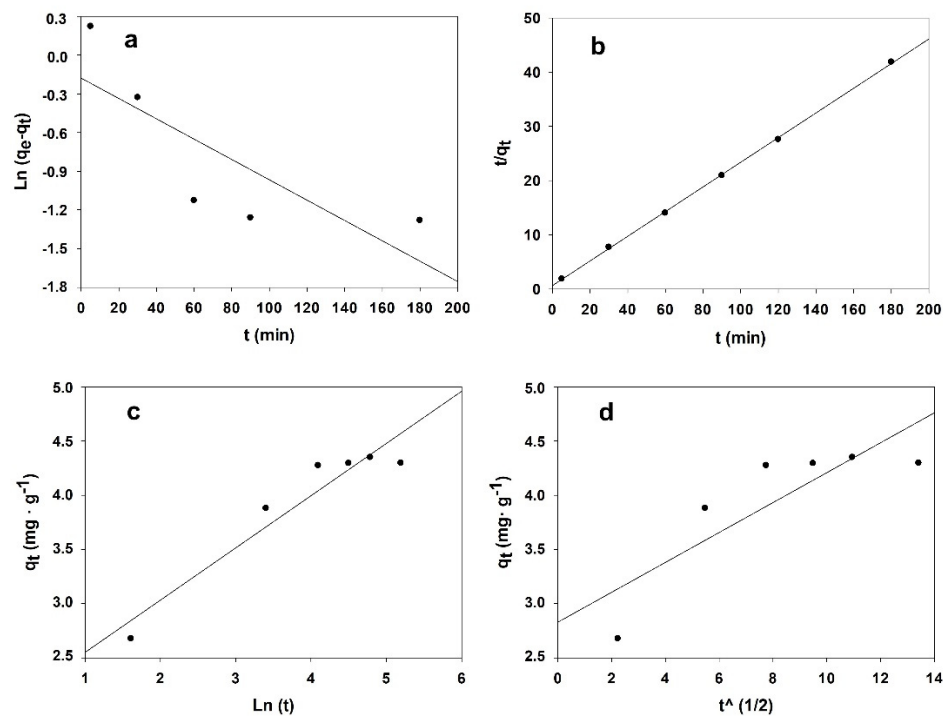 a
0.3
0.0
-0.3
-0.6
-0.9
-1.2
-1.5
-1.8
Ln (qe-qt)
0 20 40 60 80 100 120 140 160 180 200
t (min)
b
50
40
30
20
10
0
t/qt
0 20 40 60 80 100 120 140 160 180 200
t (min)
c
5.0
4.5
4.0
3.5
3.0
2.5
qt (mg· g-1)
1 2 3 4 5 6
Ln (t)
d
5.0
4.5
4.0
3.5
3.0
2.5
qt (mg· g-1)
0 2 4 6 8 10 12 14
t^ (1/2)